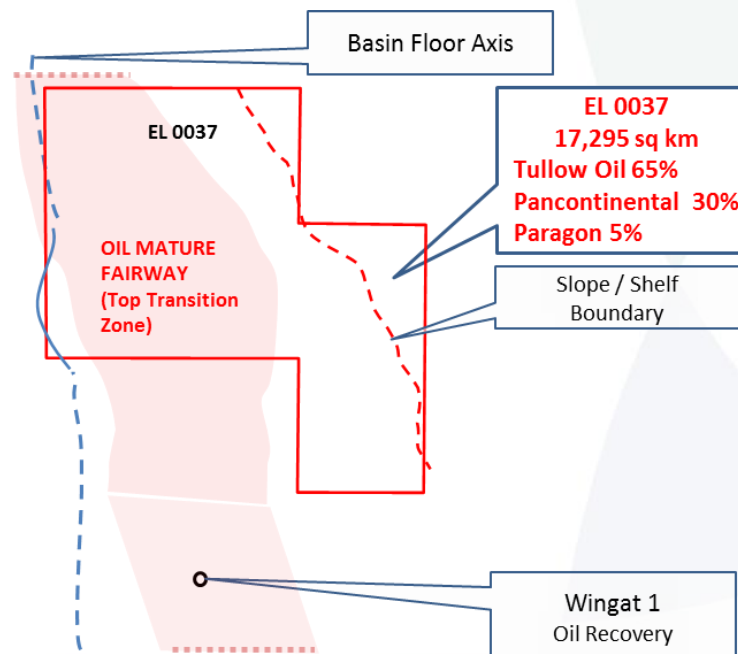 Basin Floor Axis
EL 0037
EL 0037
17,295 sq km
Tullow Oil 65%
Pancontinental 30%
Paragon 5%
OIL MATURE
FAIRWAY
(Top Transition
Zone)
Slope / Shelf
Boundary
Wingat 1
Oil Recovery